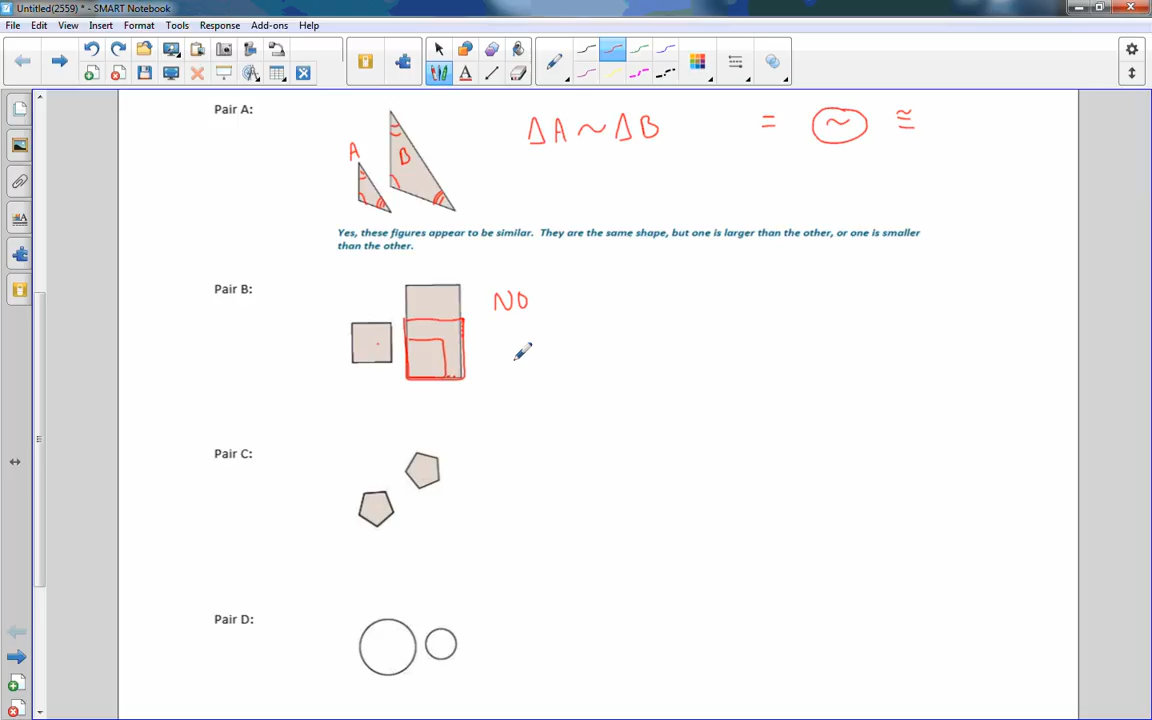 Untitled(2559) * - SMART Notebook
File Edit View Insert Format Tools Response Add-ons Help
Pair A:
A
B
ΔA ~ ΔB = ~ ≅
Yes, these figures appear to be similar. They are the same shape, but one is larger than the other, or one is smaller
than the other.
Pair B:
NO
Pair C:
Pair D: